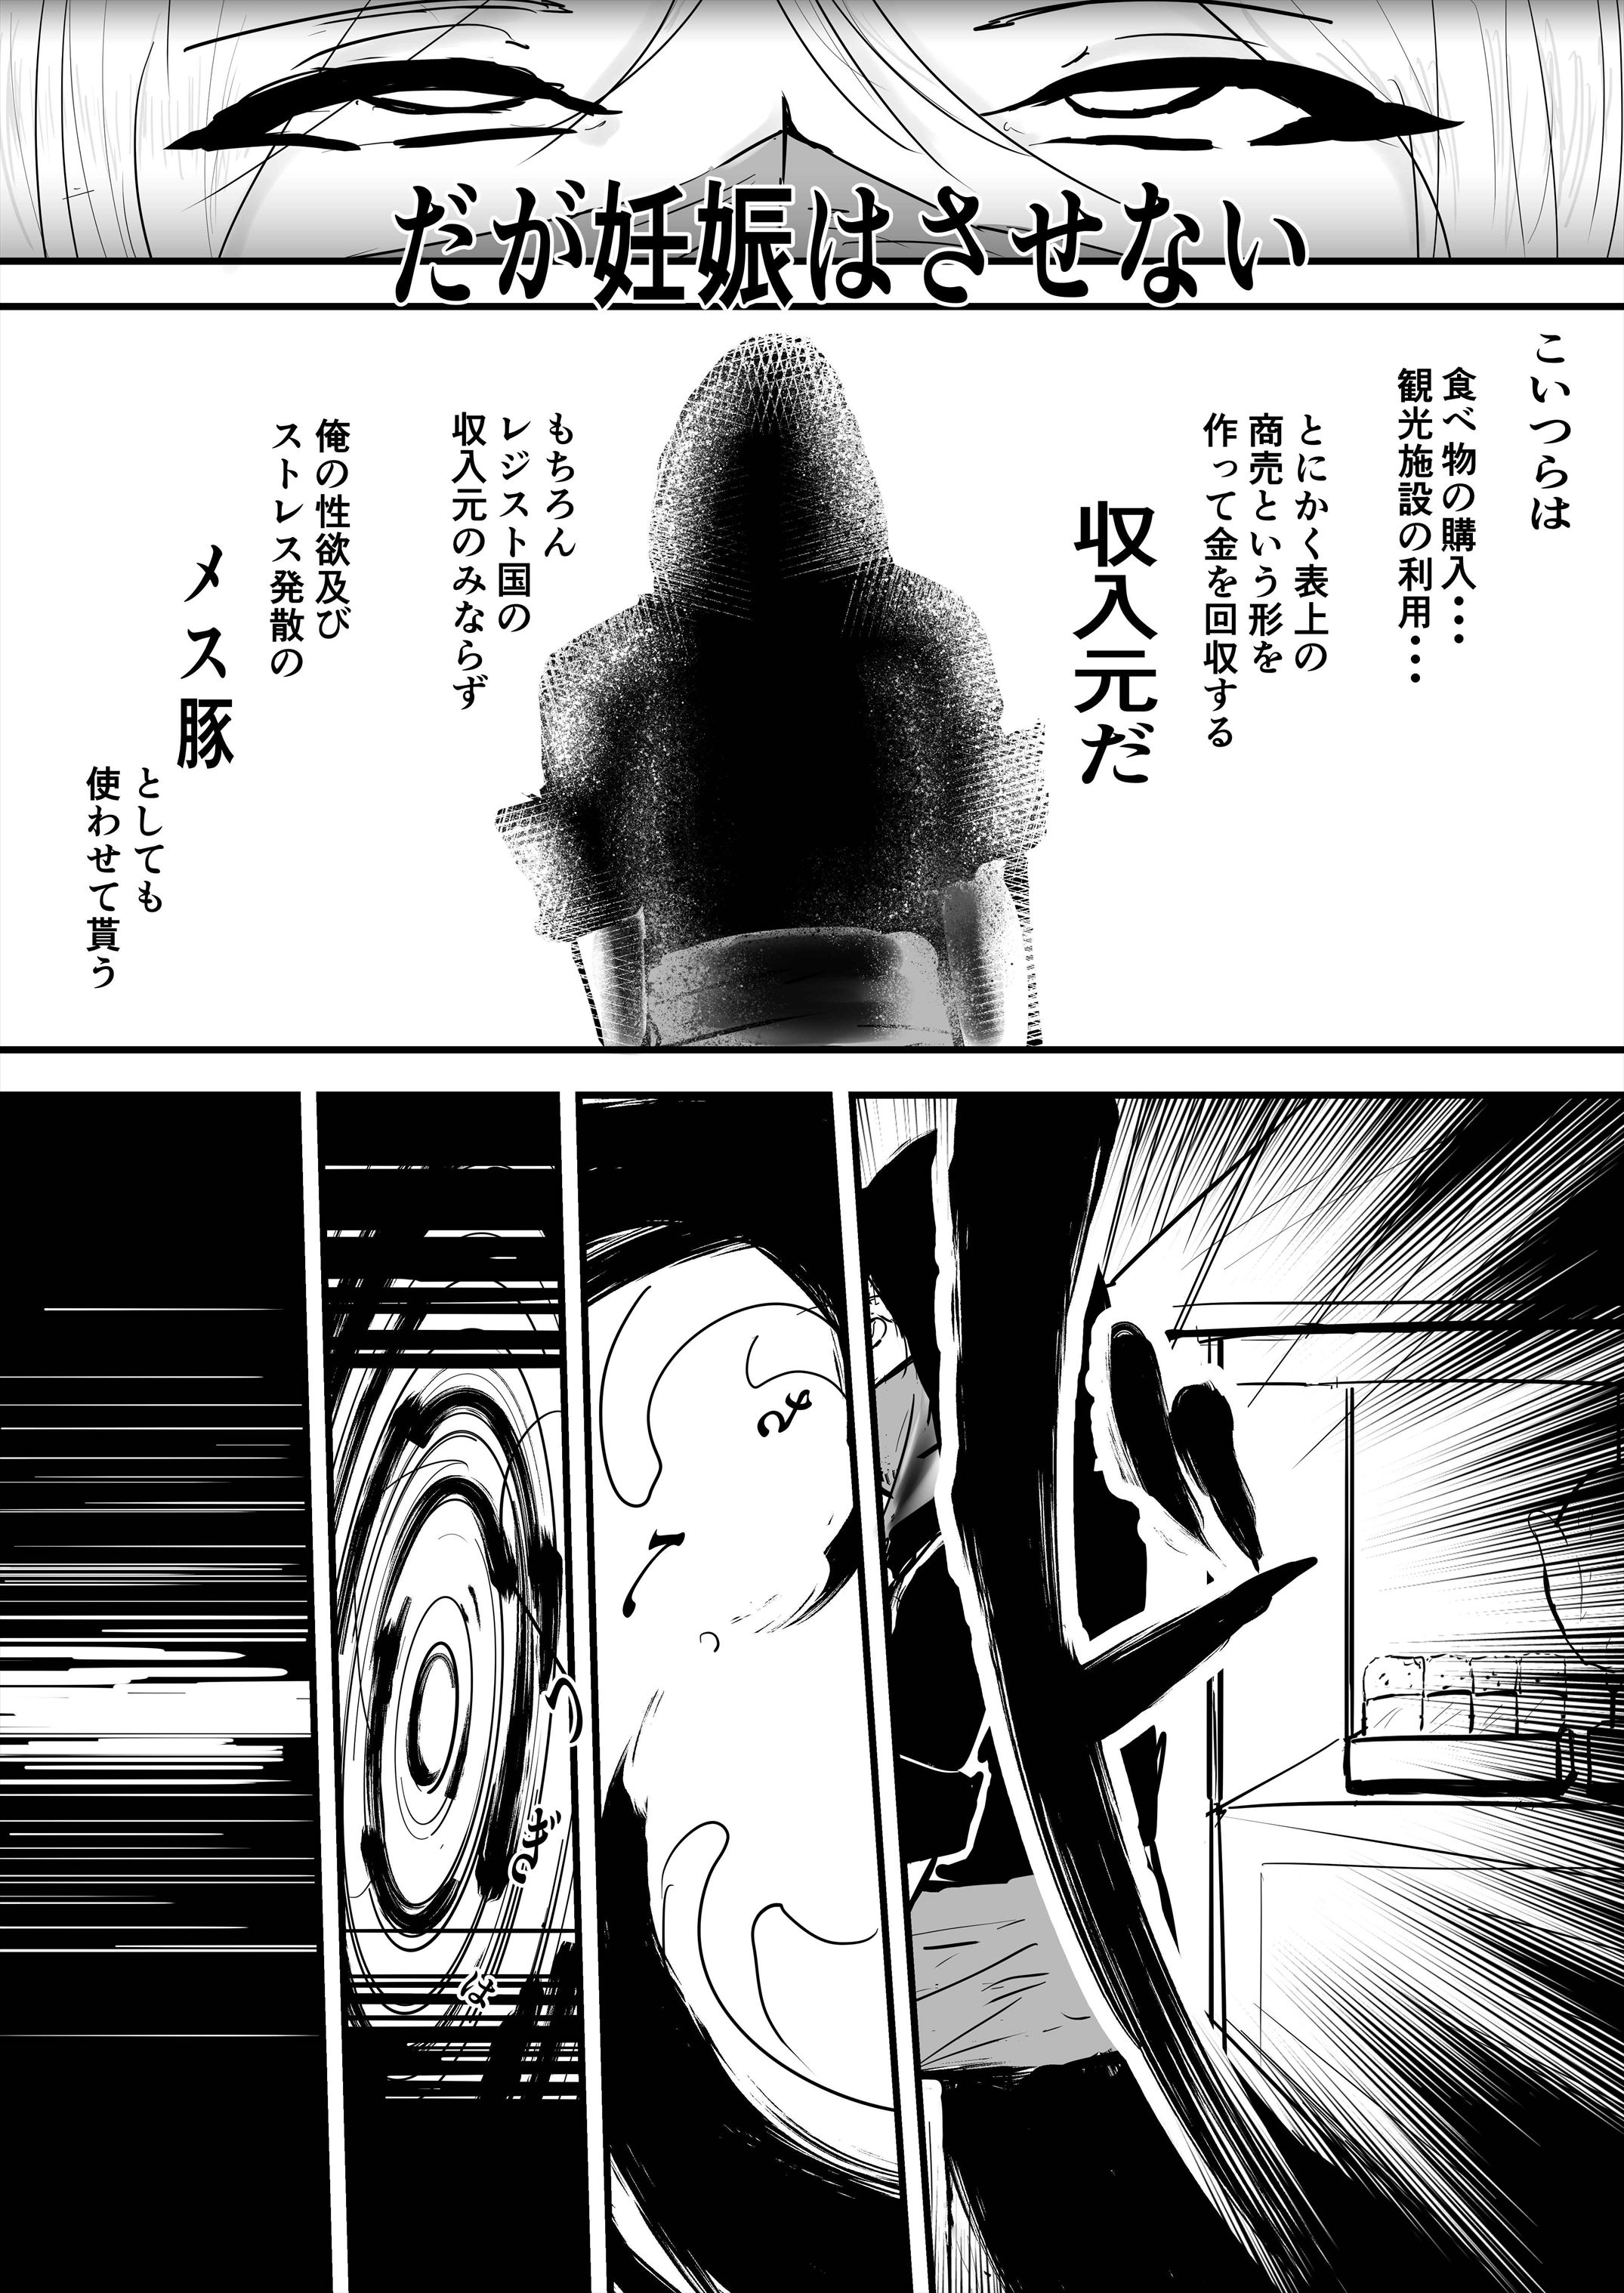 だが妊娠はさせない
こいつらは
食べ物の購入・・・
観光施設の利用・・・
とにかく表上の
商売という形を
作って金を回収する
収入元だ
もちろん
レジスト国の
収入元のみならず
俺の性欲及び
ストレス発散の
メス豚
としても
使わせて貰う
次は